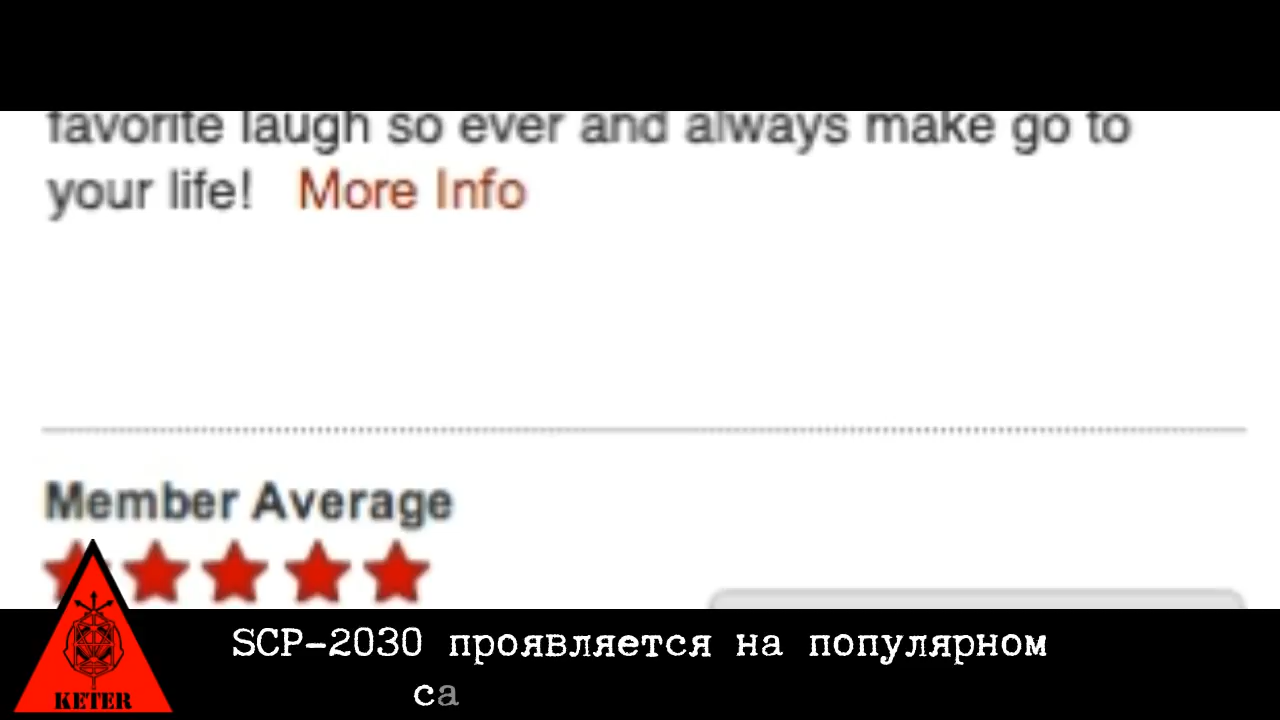 favorite laugh so ever and always make go to
your life! More Info
Member Average
KETER
SCP-2030 проявляется на популярном
са